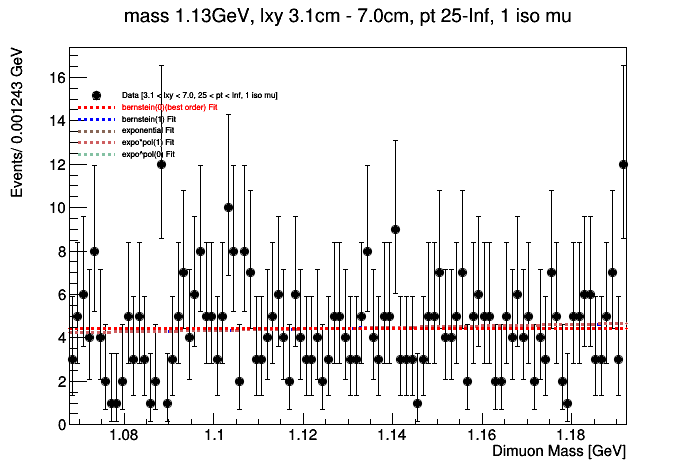 mass 1.13GeV, lxy 3.1cm - 7.0cm, pt 25-Inf, 1 iso mu
Events/ 0.001243 GeV
16
14
12
10
8
6
4
2
0
Data [3.1 < lxy < 7.0, 25 < pt < Inf, 1 iso mu]
bernstein(0)(best order) Fit
bernstein(1) Fit
exponential Fit
expo*pol(1) Fit
expo*pol(0) Fit
1.08 1.1 1.12 1.14 1.16 1.18
Dimuon Mass [GeV]